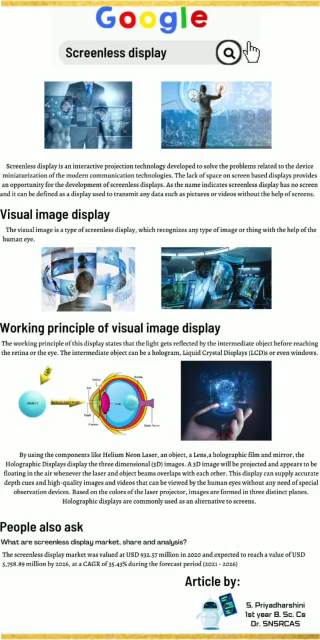 Google
Screenless display
Screenless display is an interactive projection technology developed to solve the problems related to the device
miniaturization of the modern communication technologies. The lack of space on screen based displays provides
an opportunity for the development of screenless displays. As the name indicates screenless display has no screen
and it can be defined as a display used to transmit any data such as pictures or videos without the help of screens.
Visual image display
The visual image is a type of screenless display, which recognizes any type of image or thing with the help of the
human eye.
Working principle of visual image display
The working principle of this display states that the light gets reflected by the intermediate object before reaching
the retina or the eye. The intermediate object can be a hologram, Liquid Crystal Displays (LCD)s or even windows.
By using the components like Helium Neon Laser, an object, a Lens,a holographic film and mirror, the
Holographic Displays display the three dimensional (3D) images. A 3D image will be projected and appears to be
floating in the air whenever the laser and object beams overlaps with each other. This display can supply accurate
depth cues and high-quality images and videos that can be viewed by the human eyes without any need of special
observation devices. Based on the colors of the laser projector, images are formed in three distinct planes.
Holographic displays are commonly used as an alternative to screens.
People also ask
What are screenless display market, share and analysis?
The screenless display market was valued at USD 932.57 million in 2020 and expected to reach a value of USD
5,758.89 million by 2026, at a CAGR of 35.43% during the forecast period (2021 - 2026)
Article by:
S. Priyadharshini
1st year B. Sc. Cs
Dr. SNSRCAS